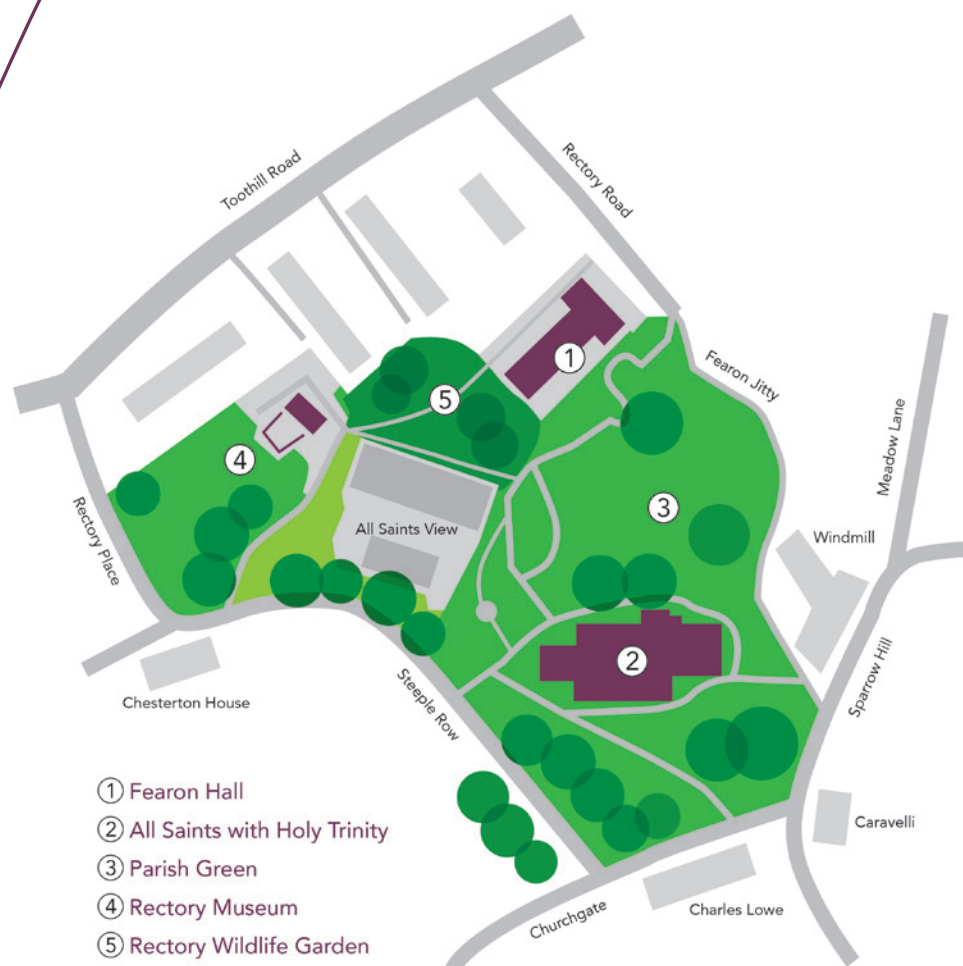 Toothill Road
Rectory Road
Fearon Jitty
Meadow Lane
1
5
4
3
Rectory Place
All Saints View
Windmill
2
Sparrow Hill
Steeple Row
Chesterton House
1 Fearon Hall
2 All Saints with Holy Trinity
3 Parish Green
4 Rectory Museum
5 Rectory Wildlife Garden
Caravelli
Charles Lowe
Churchgate